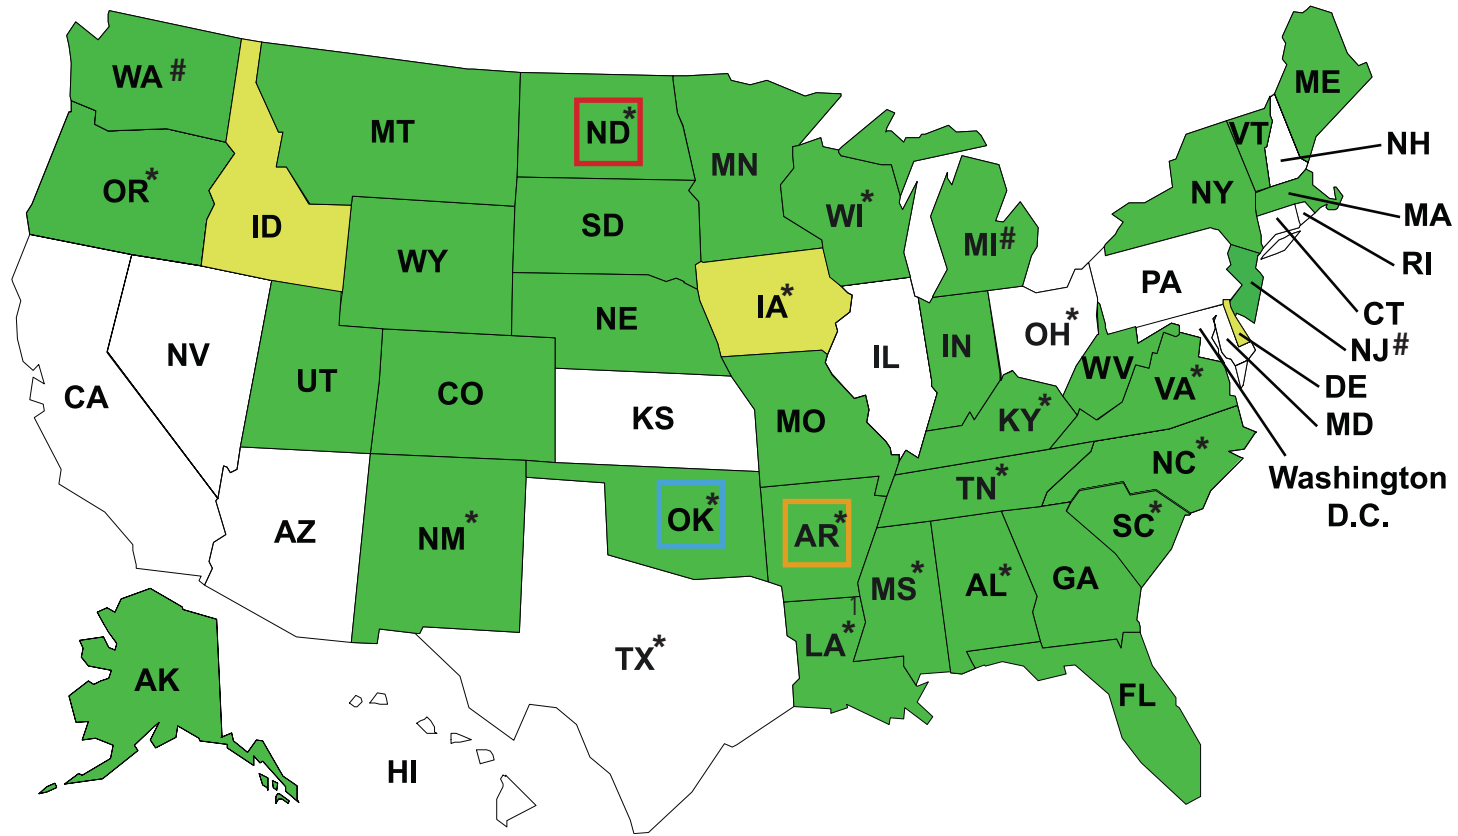 WA #
MT
ND*
MN
OR*
ID
WY
SD
WI*
MI#
NY
VT
ME
NH
MA
RI
CT
NJ#
DE
MD
Washington
D.C.
PA
NE
IA*
IL
IN
OH*
WV
VA*
CA
NV
UT
CO
KS
MO
KY*
NC*
TN*
SC*
AZ
NM*
OK*
AR*
MS*
AL*
GA
1
LA*
TX*
FL
AK
HI